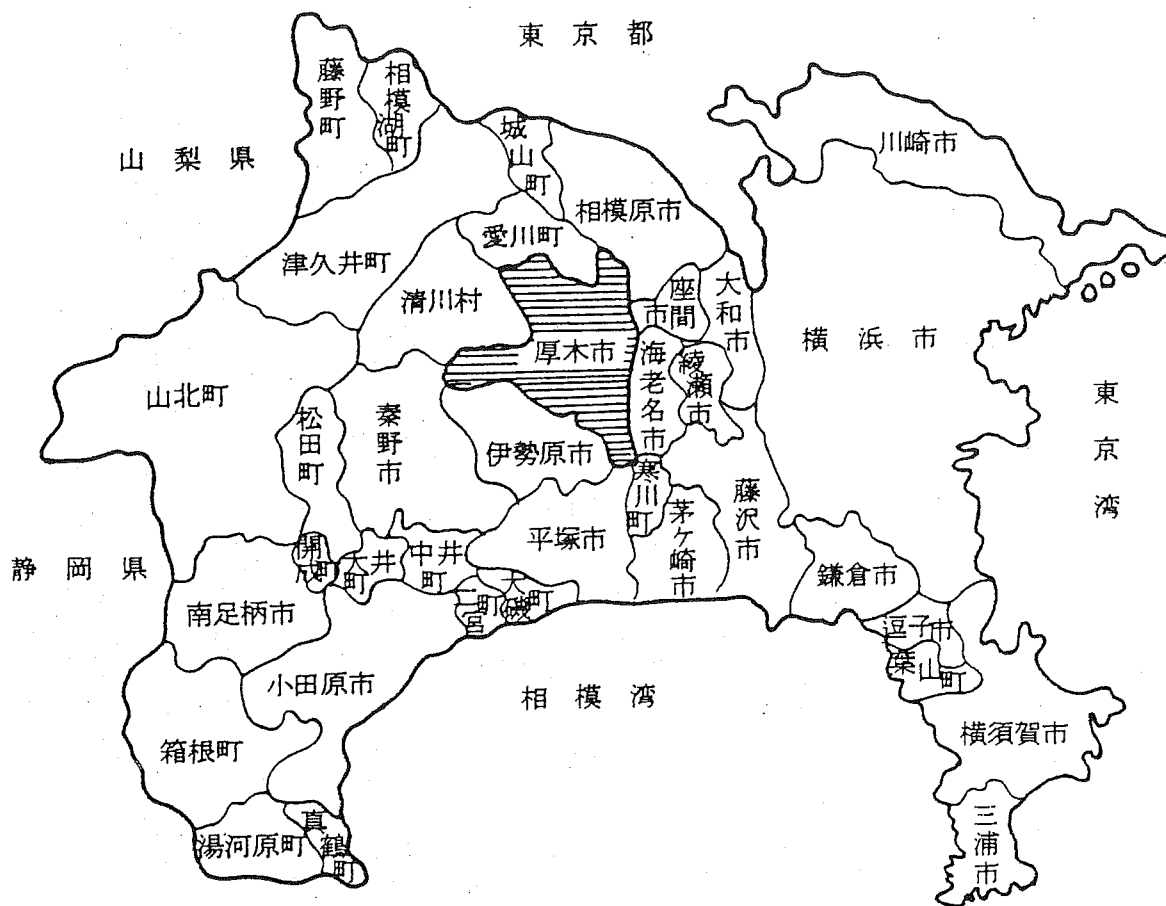 東京都
藤野町
相模湖町
城山町
川崎市
山梨県
相模原市
愛川町
津久井町
清川村
座間市
大和市
厚木市
海老名市
綾瀬市
横浜市
山北町
松田町
秦野市
伊勢原市
東京湾
寒川町
茅ケ崎市
藤沢市
静岡県
開成町
大井町
中井町
平塚市
鎌倉市
南足柄市
二宮町
大磯町
逗子市
葉山町
小田原市
相模湾
横須賀市
箱根町
真鶴町
湯河原町
三浦市